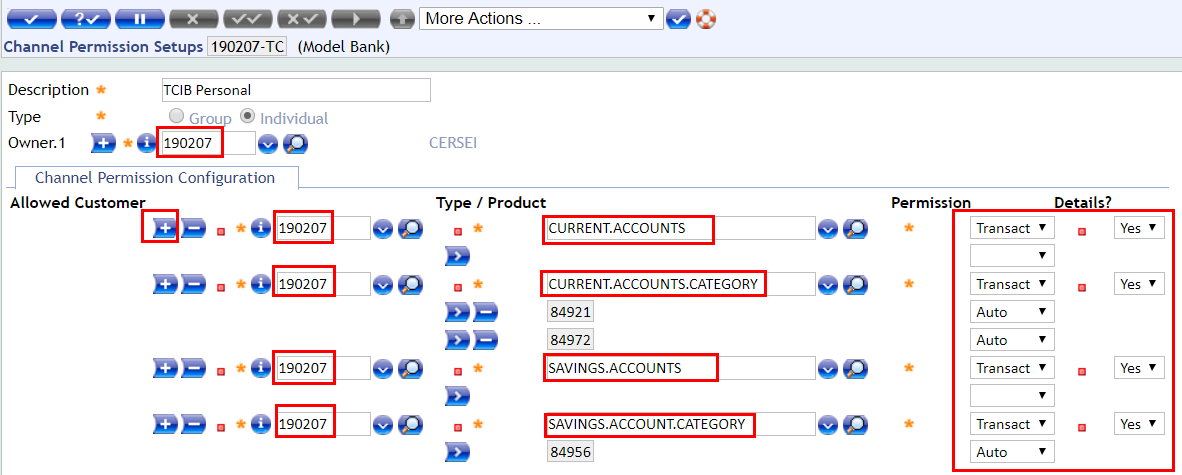 More Actions ...
Channel Permission Setups 190207-TC (Model Bank)
Description TCIB Personal
Type Group Individual
Owner.1 190207 CERSEI
Channel Permission Configuration
Allowed Customer Type / Product Permission Details?
190207 CURRENT.ACCOUNTS Transact Yes
190207 CURRENT.ACCOUNTS.CATEGORY Transact Yes
84921 Auto
84972 Auto
190207 SAVINGS.ACCOUNTS Transact Yes
190207 SAVINGS.ACCOUNT.CATEGORY Transact Yes
84956 Auto